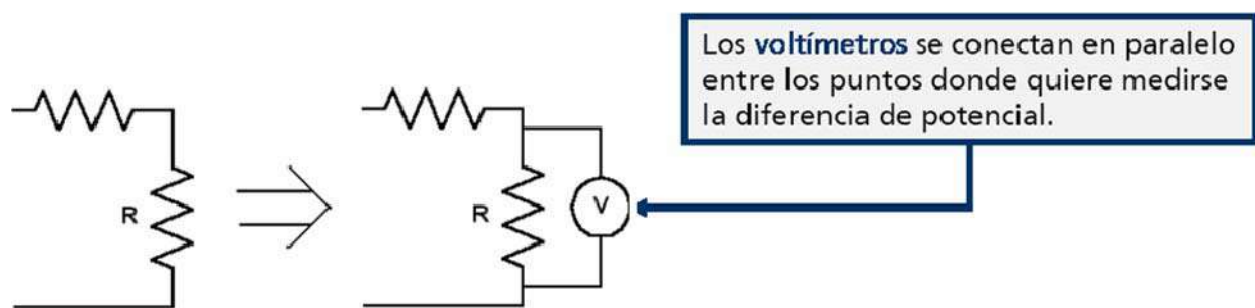 Los voltímetros se conectan en paralelo
entre los puntos donde quiere medirse
la diferencia de potencial.
R
R
V